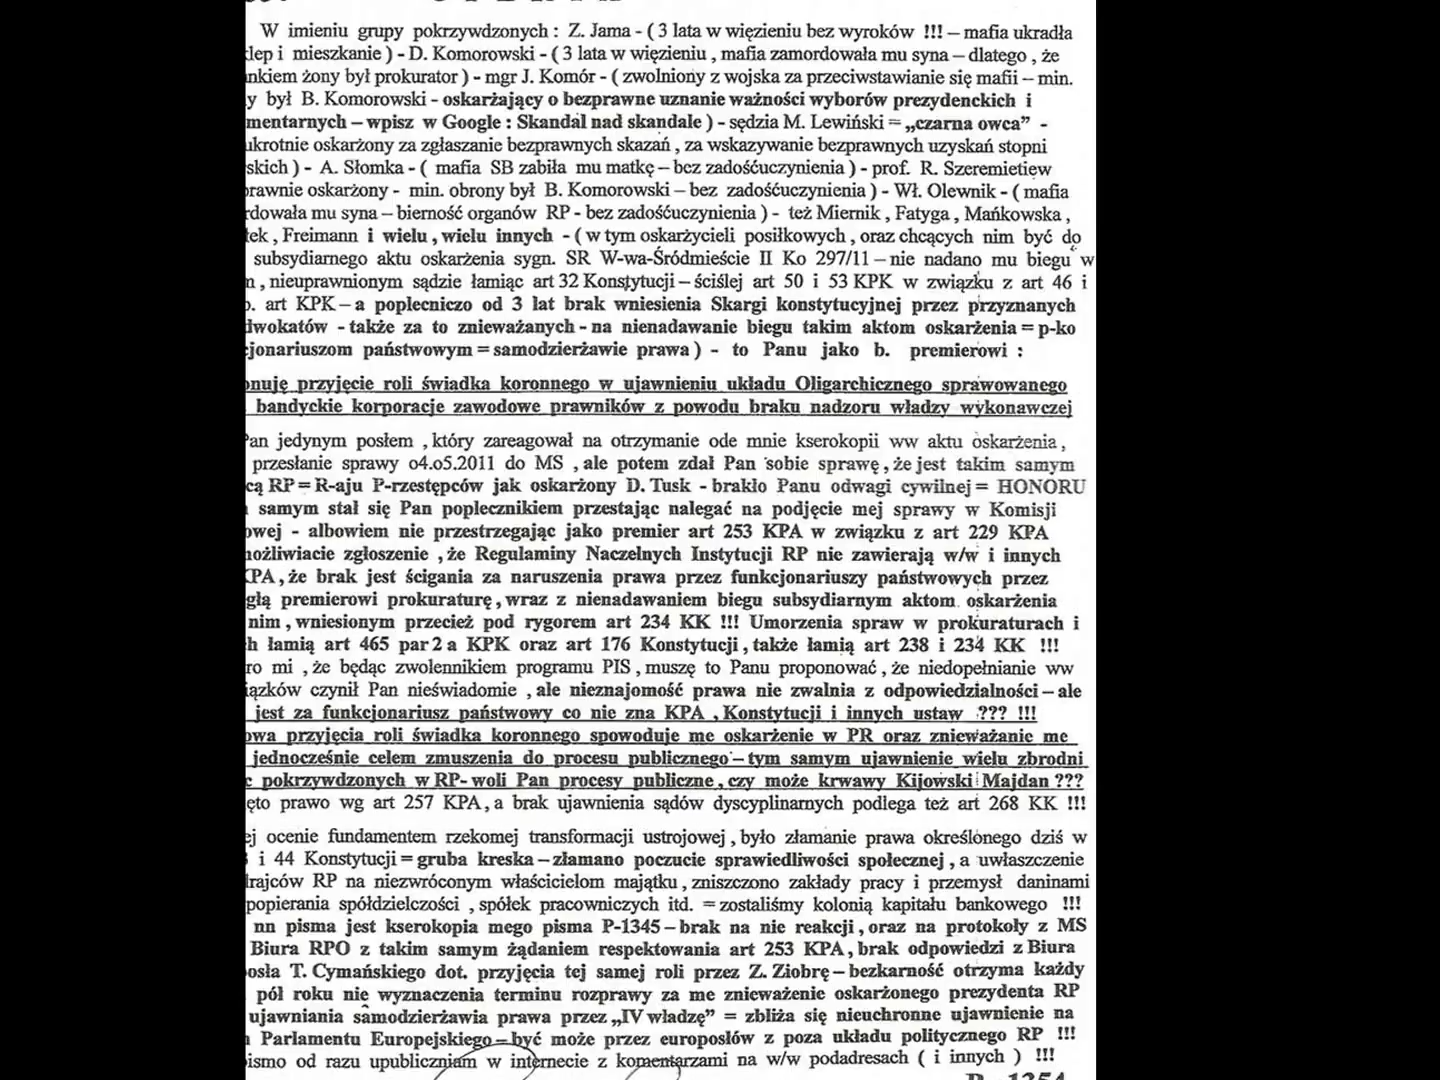 W imieniu grupy pokrzywdzonych : Z. Jama - ( 3 lata w więzieniu bez wyroków !!! – mafia ukradła
lep i mieszkanie ) - D. Komorowski - ( 3 lata w więzieniu , mafia zamordowała mu syna – dlatego , że
nkiem żony był prokurator ) - mgr J. Komór - ( zwolniony z wojska za przeciwstawianie się mafii – min.
y był B. Komorowski - oskarżający o bezprawne uznanie ważności wyborów prezydenckich i
mentarnych – wpisz w Google : Skandal nad skandale ) - sędzia M. Lewiński = „czarna owca” -
krotnie oskarżony za zgłaszanie bezprawnych skazań , za wskazywanie bezprawnych uzyskań stopni
skich ) - A. Słomka - ( mafia SB zabiła mu matkę – bez zadośćuczynienia ) - prof. R. Szeremietiew
rawnie oskarżony - min. obrony był B. Komorowski – bez zadośćuczynienia ) - Wł. Olewnik - ( mafia
rdowała mu syna – bierność organów RP - bez zadośćuczynienia ) - też Miernik , Fatyga , Mańkowska ,
ek , Freimann i wielu , wielu innych - ( w tym oskarżycieli posiłkowych , oraz chcących nim być do
subsydiarnego aktu oskarżenia sygn. SR W-wa-Śródmieście II Ko 297/11 – nie nadano mu biegu w
, nieuprawnionym sądzie łamiąc art 32 Konstytucji – ściślej art 50 i 53 KPK w związku z art 46 i
. art KPK – a popleczniczo od 3 lat brak wniesienia Skargi konstytucyjnej przez przyznanych
dwokatów - także za to znieważanych - na nienadawanie biegu takim aktom oskarżenia = p-ko
cjonariuszom państwowym = samodzierżawie prawa ) - to Panu jako b. premierowi :
onuję przyjęcie roli świadka koronnego w ujawnieniu układu Oligarchicznego sprawowanego
bandyckie korporacje zawodowe prawników z powodu braku nadzoru władzy wykonawczej
Pan jedynym posłem , który zareagował na otrzymanie ode mnie kserokopii ww aktu oskarżenia ,
przesłanie sprawy o4.o5.2011 do MS , ale potem zdał Pan sobie sprawę , że jest takim samym
cą RP = R-aju P-rzestępców jak oskarżony D. Tusk - brakło Panu odwagi cywilnej = HONORU
samym stał się Pan poplecznikiem przestając nalegać na podjęcie mej sprawy w Komisji
owej - albowiem nie przestrzegając jako premier art 253 KPA w związku z art 229 KPA
ożliwiacie zgłoszenie , że Regulaminy Naczelnych Instytucji RP nie zawierają w/w i innych
KPA , że brak jest ścigania za naruszenia prawa przez funkcjonariuszy państwowych przez
głą premierowi prokuraturę , wraz z nienadawaniem biegu subsydiarnym aktom oskarżenia
nim , wniesionym przecież pod rygorem art 234 KK !!! Umorzenia spraw w prokuraturach i
h łamią art 465 par 2 a KPK oraz art 176 Konstytucji , także łamią art 238 i 234 KK !!!
ro mi , że będąc zwolennikiem programu PIS , muszę to Panu proponować , że niedopełnianie ww
iązków czynił Pan nieświadomie , ale nieznajomość prawa nie zwalnia z odpowiedzialności – ale
jest za funkcjonariusz państwowy co nie zna KPA , Konstytucji i innych ustaw ??? !!!
owa przyjęcia roli świadka koronnego spowoduje me oskarżenie w PR oraz znieważanie me
jednocześnie celem zmuszenia do procesu publicznego – tym samym ujawnienie wielu zbrodni
c pokrzywdzonych w RP - woli Pan procesy publiczne , czy może krwawy Kijowski Majdan ???
ęto prawo wg art 257 KPA , a brak ujawnienia sądów dyscyplinarnych podlega też art 268 KK !!!
ej ocenie fundamentem rzekomej transformacji ustrojowej , było złamanie prawa określonego dziś w
i 44 Konstytucji = gruba kreska – złamano poczucie sprawiedliwości społecznej , a uwłaszczenie
rajców RP na niezwróconym właścicielom majątku , zniszczono zakłady pracy i przemysł daninami
popierania spółdzielczości , spółek pracowniczych itd. = zostaliśmy kolonią kapitału bankowego !!!
nn pisma jest kserokopia mego pisma P-1345 – brak na nie reakcji , oraz na protokoły z MS
Biura RPO z takim samym żądaniem respektowania art 253 KPA , brak odpowiedzi z Biura
osła T. Cymańskiego dot. przyjęcia tej samej roli przez Z. Ziobrę – bezkarność otrzyma każdy
pół roku nie wyznaczenia terminu rozprawy za me znieważenie oskarżonego prezydenta RP
ujawniania samodzierżawia prawa przez „IV władzę” = zbliża się nieuchronne ujawienie na
Parlamentu Europejskiego – być może przez europosłów z poza układu politycznego RP !!!
ismo od razu upubliczniam w internecie z komentarzami na w/w podadresach ( i innych ) !!!